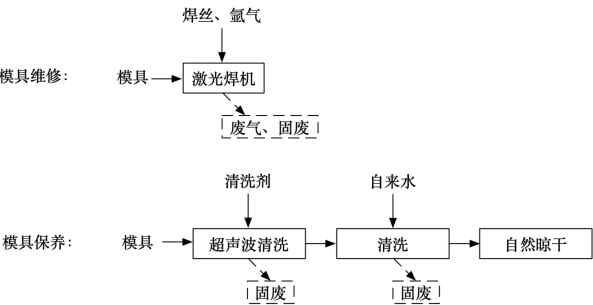 焊丝、氩气
模具维修： 模具 激光焊机
废气、固废
清洗剂 自来水
模具保养： 模具 超声波清洗 清洗 自然晾干
固废 固废